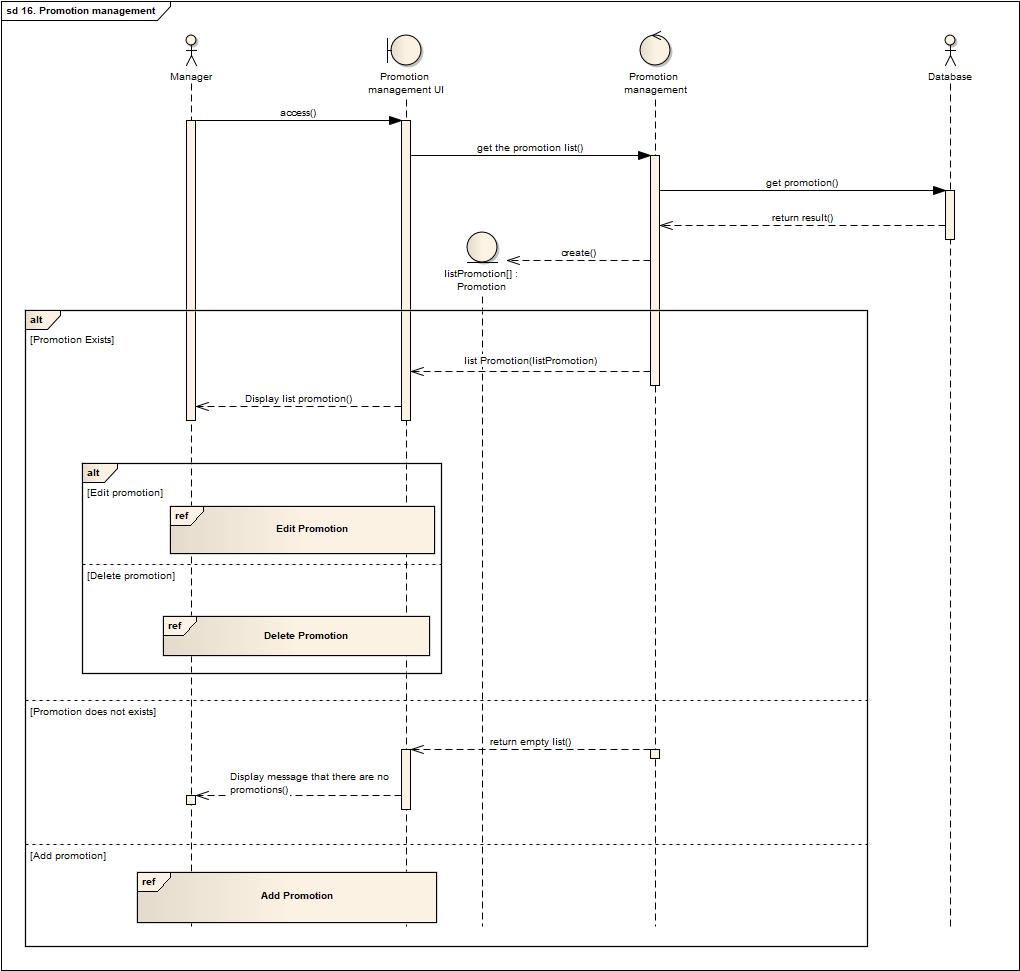 sd 16. Promotion management
Manager
Promotion
management UI
Promotion
management
Database
access()
get the promotion list()
get promotion()
return result()
create()
listPromotion[] :
Promotion
alt
[Promotion Exists]
list Promotion(listPromotion)
Display list promotion()
alt
[Edit promotion]
ref
Edit Promotion
[Delete promotion]
ref
Delete Promotion
[Promotion does not exists]
return empty list()
Display message that there are no
promotions()
[Add promotion]
ref
Add Promotion